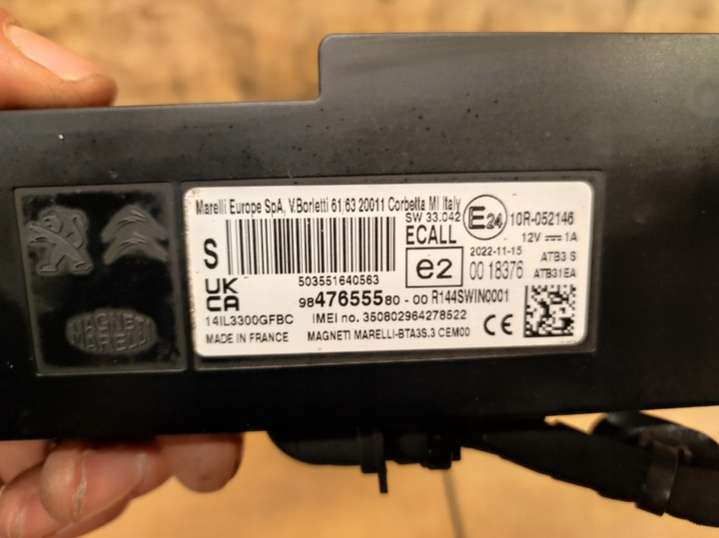 Marelli Europe SpA, V.Borletti 61/63 20011 Corbetta MI Italy
SW 33.042
E24 10R-052146
S
ECALL
12V⎓1A
503551640563
e2
2022-11-15
00 18376
ATB3 S
ATB31EA
UK
CA
9847655580-00 R144SWIN0001
14IL3300GFBC
IMEI no. 350802964278522
MADE IN FRANCE
MAGNETI MARELLI-BTA3S.3 CEM00
MAGNETI
MARELLI